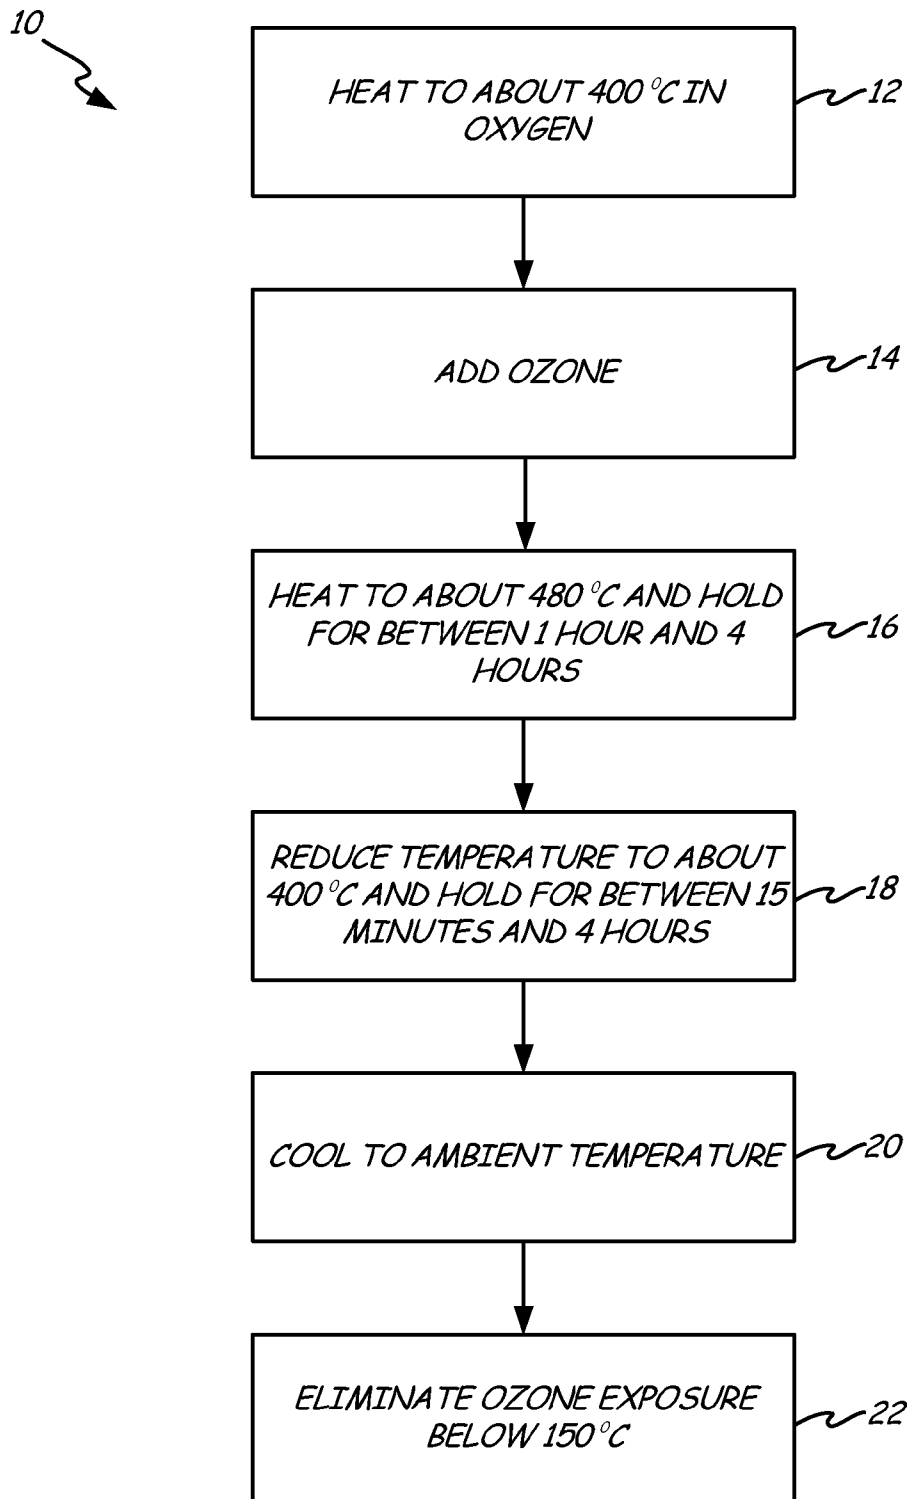 10
HEAT TO ABOUT 400 °C IN
OXYGEN
12
ADD OZONE
14
HEAT TO ABOUT 480 °C AND HOLD
FOR BETWEEN 1 HOUR AND 4
HOURS
16
REDUCE TEMPERATURE TO ABOUT
400 °C AND HOLD FOR BETWEEN 15
MINUTES AND 4 HOURS
18
COOL TO AMBIENT TEMPERATURE
20
ELIMINATE OZONE EXPOSURE
BELOW 150 °C
22